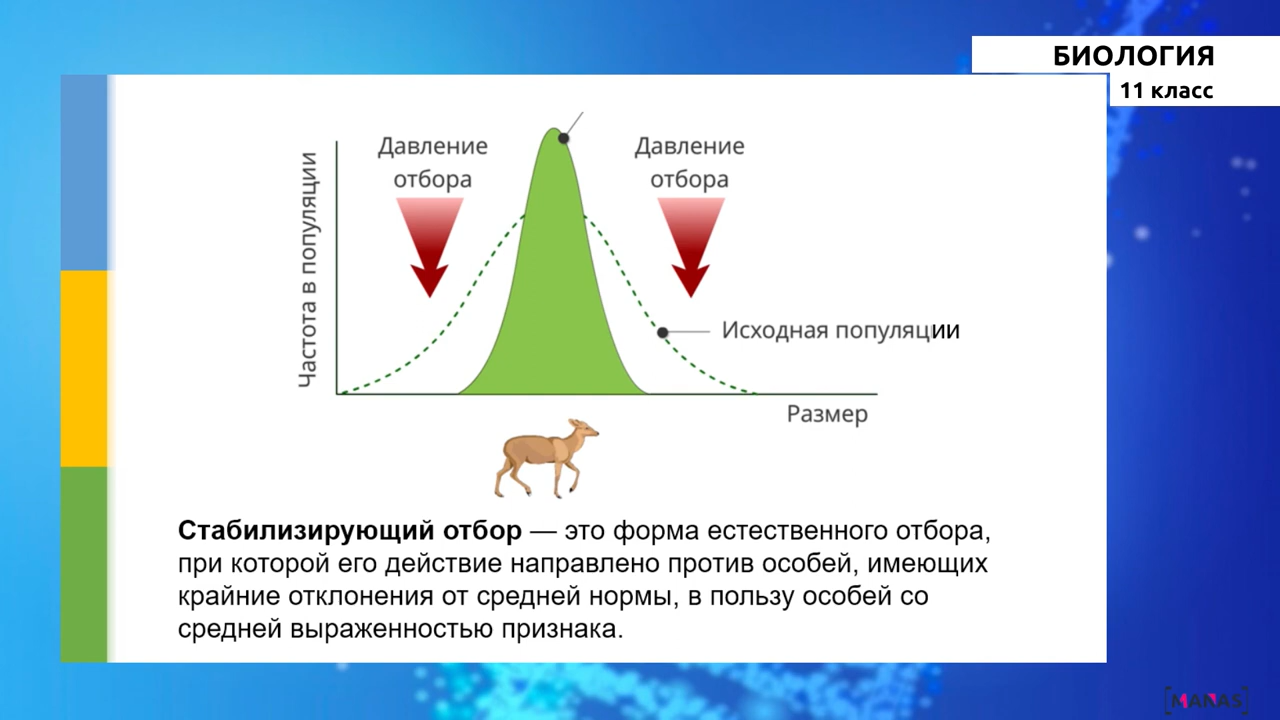 БИОЛОГИЯ
11 класс
Давление
отбора
Давление
отбора
Частота в популяции
Исходная популяции
Размер
Стабилизирующий отбор — это форма естественного отбора,
при которой его действие направлено против особей, имеющих
крайние отклонения от средней нормы, в пользу особей со
средней выраженностью признака.
MANAS